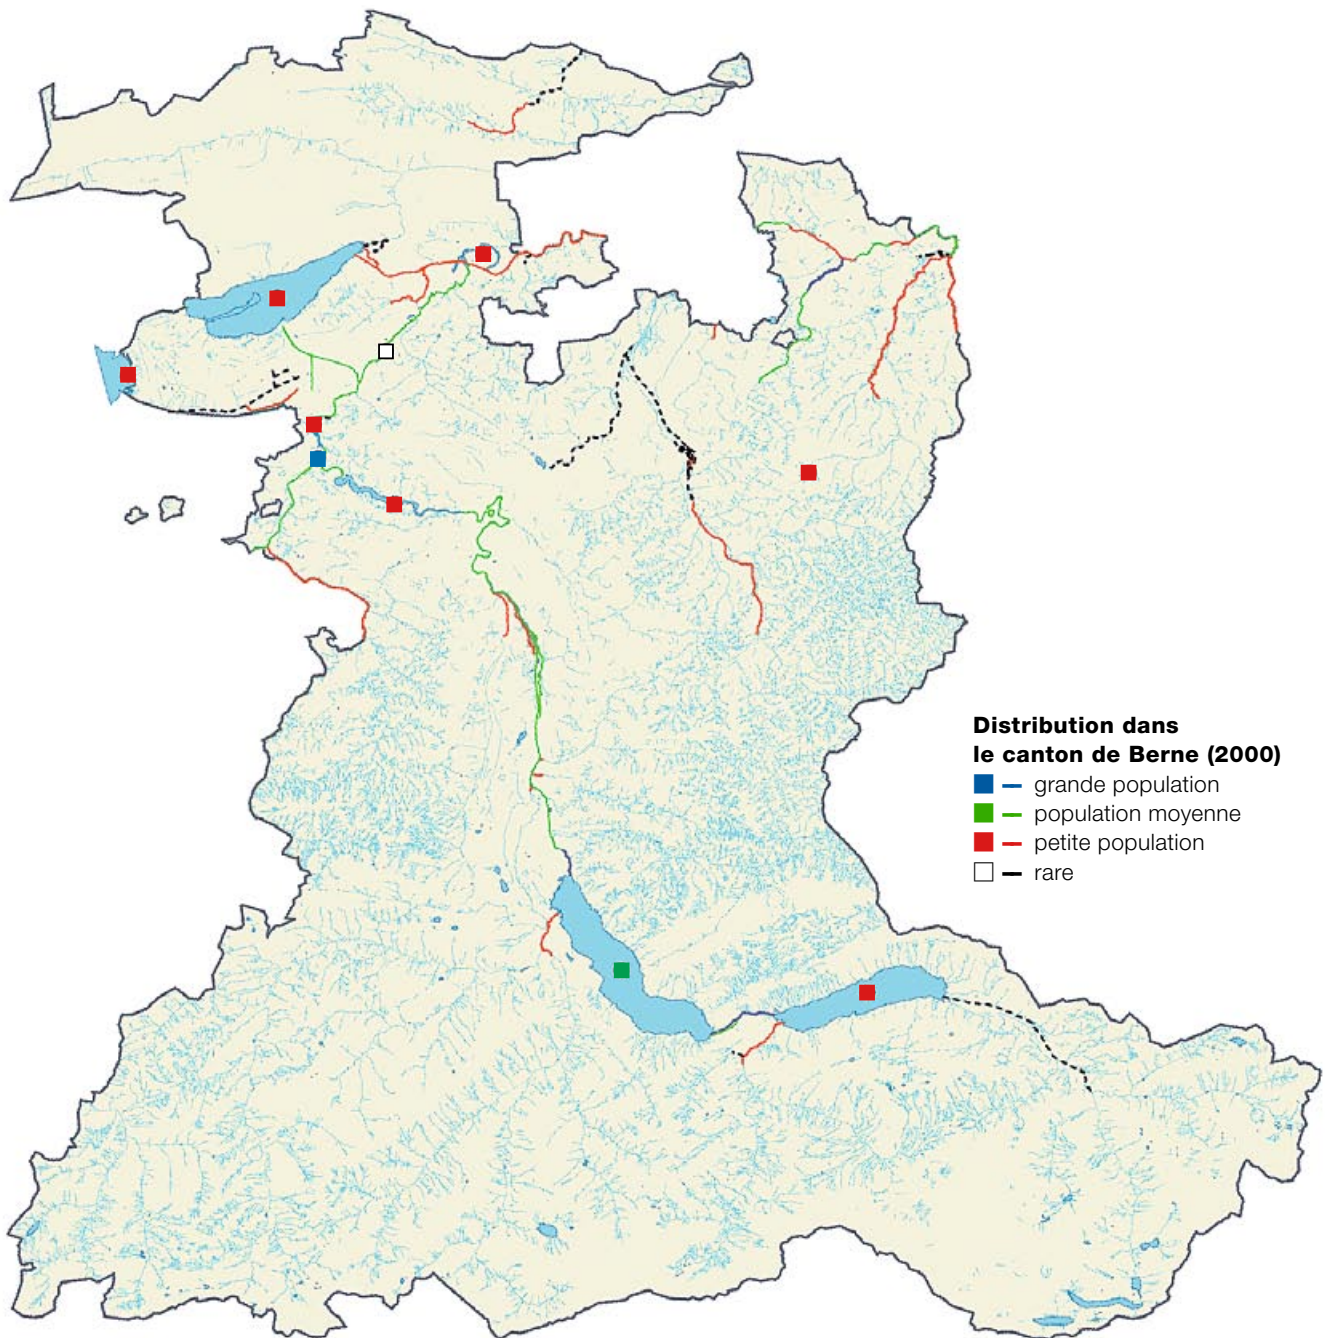 Distribution dans
le canton de Berne (2000)
grande population
population moyenne
petite population
rare